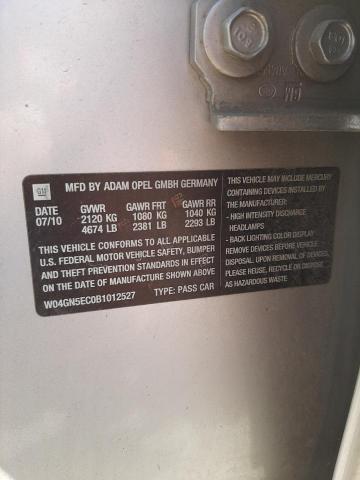 GM
MFD BY ADAM OPEL GMBH GERMANY
DATE GVWR GAWR FRT GAWR RR
07/10 2120 KG 1080 KG 1040 KG
4674 LB 2381 LB 2293 LB
THIS VEHICLE CONFORMS TO ALL APPLICABLE
U.S. FEDERAL MOTOR VEHICLE SAFETY, BUMPER
AND THEFT PREVENTION STANDARDS IN EFFECT
ON THE DATE OF MANUFACTURE SHOWN ABOVE
W04GN5EC0B1012527 TYPE: PASS CAR
THIS VEHICLE MAY INCLUDE MERCURY
CONTAINING DEVICES INSTALLED BY
THE MANUFACTURER:
- HIGH INTENSITY DISCHARGE
HEADLAMPS
- BACK LIGHTING COLOR DISPLAY
REMOVE DEVICES BEFORE VEHICLE
DISPOSAL. UPON REMOVAL OF DEVICES,
PLEASE REUSE, RECYCLE OR DISPOSE
AS HAZARDOUS WASTE